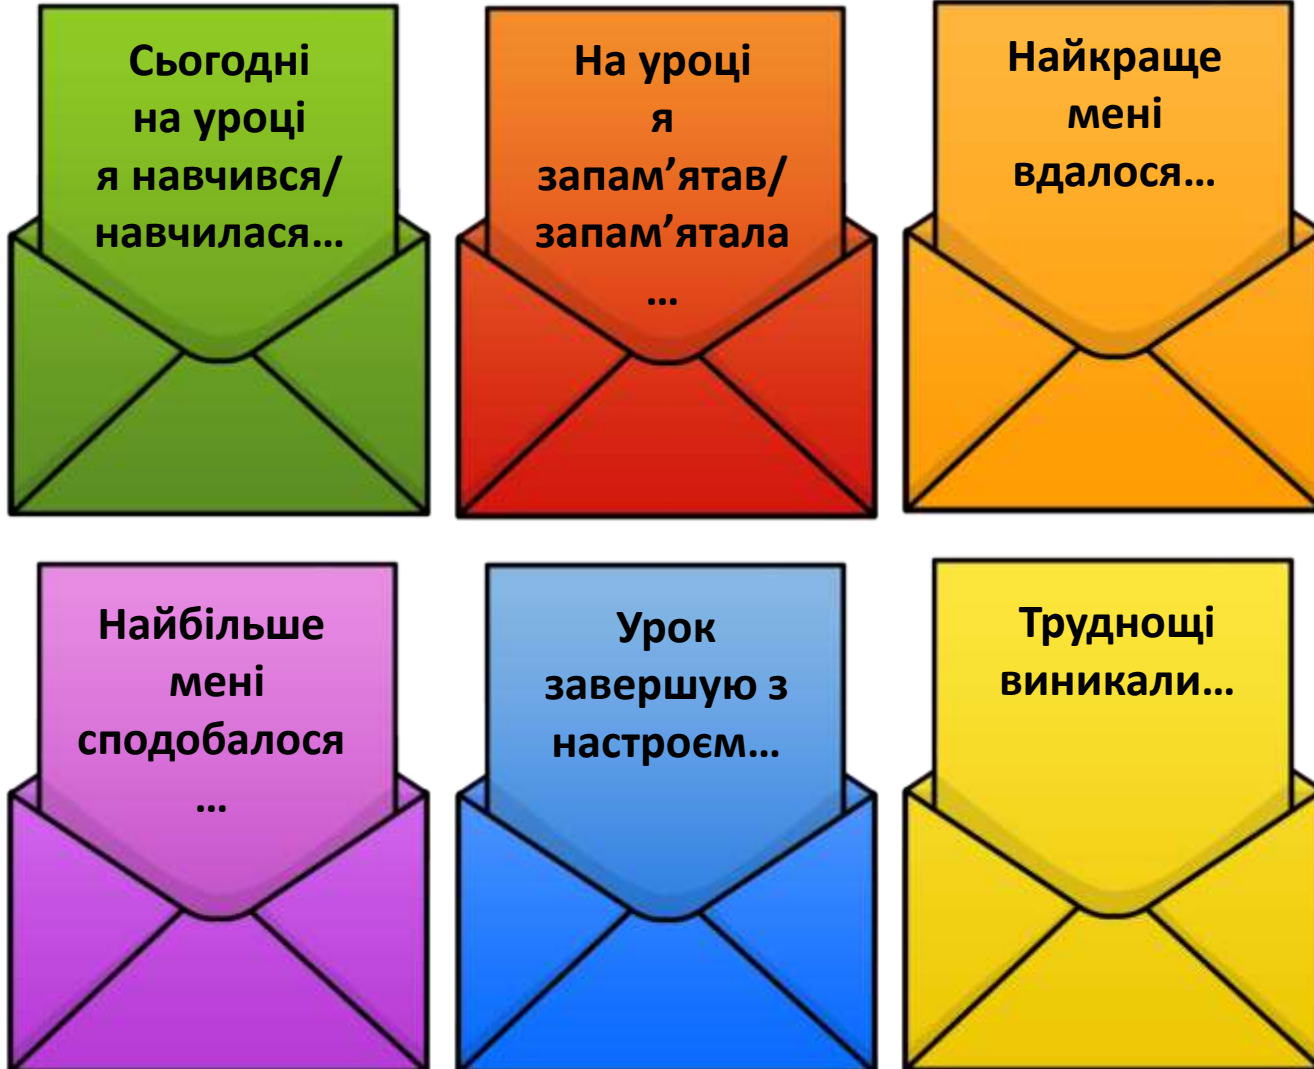 Сьогодні
на уроці
я навчився/
навчилася…
На уроці
я
запам’ятав/
запам’ятала
…
Найкраще
мені
вдалося…
Найбільше
мені
сподобалося
…
Урок
завершую з
настроєм…
Труднощі
виникали…